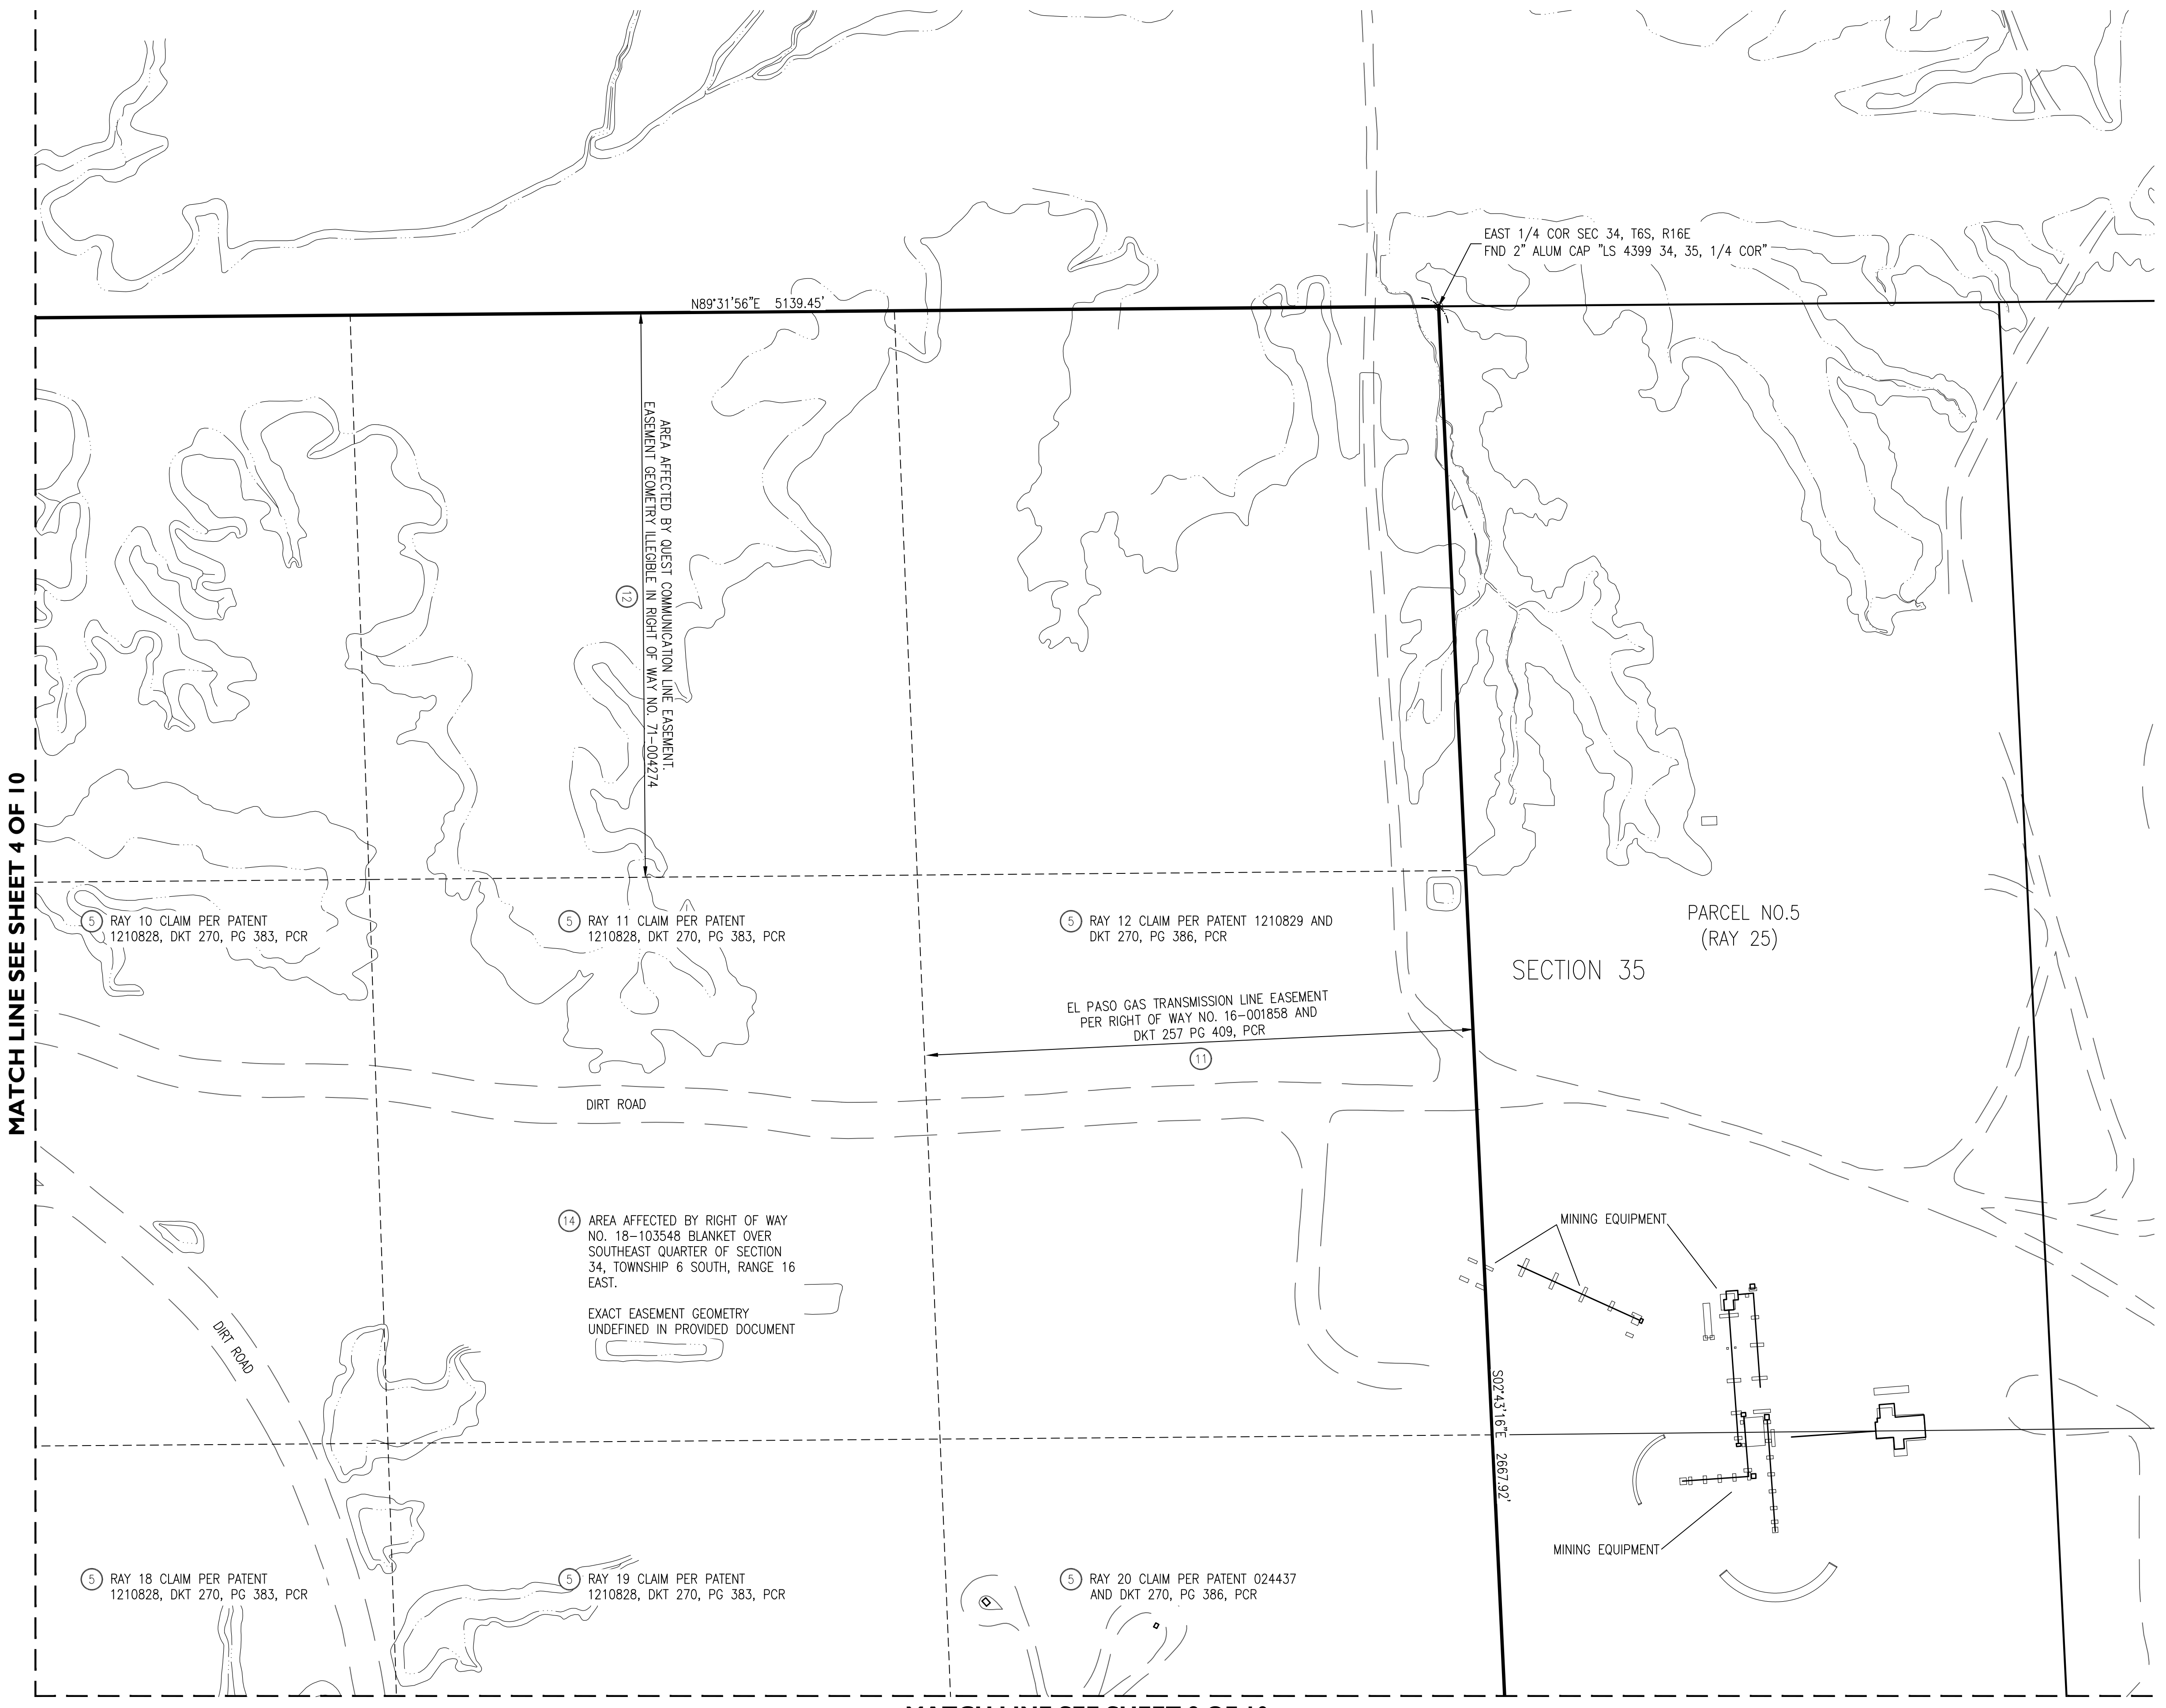 EAST 1/4 COR SEC 34, T6S, R16E
FND 2" ALUM CAP "LS 4399 34, 35, 1/4 COR"
N89°31'56"E 5139.45'
AREA AFFECTED BY QUEST COMMUNICATION LINE EASEMENT.
EASEMENT GEOMETRY ILLEGIBLE IN RIGHT OF WAY NO. 71-004274
12
MATCH LINE SEE SHEET 4 OF 10
5 RAY 10 CLAIM PER PATENT
1210828, DKT 270, PG 383, PCR
5 RAY 11 CLAIM PER PATENT
1210828, DKT 270, PG 383, PCR
5 RAY 12 CLAIM PER PATENT 1210829 AND
DKT 270, PG 386, PCR
PARCEL NO.5
(RAY 25)
SECTION 35
EL PASO GAS TRANSMISSION LINE EASEMENT
PER RIGHT OF WAY NO. 16-001858 AND
DKT 257 PG 409, PCR
11
DIRT ROAD
14 AREA AFFECTED BY RIGHT OF WAY
NO. 18-103548 BLANKET OVER
SOUTHEAST QUARTER OF SECTION
34, TOWNSHIP 6 SOUTH, RANGE 16
EAST.
EXACT EASEMENT GEOMETRY
UNDEFINED IN PROVIDED DOCUMENT
MINING EQUIPMENT
DIRT ROAD
S02°43'16"E 2667.92'
MINING EQUIPMENT
5 RAY 18 CLAIM PER PATENT
1210828, DKT 270, PG 383, PCR
5 RAY 19 CLAIM PER PATENT
1210828, DKT 270, PG 383, PCR
5 RAY 20 CLAIM PER PATENT 024437
AND DKT 270, PG 386, PCR